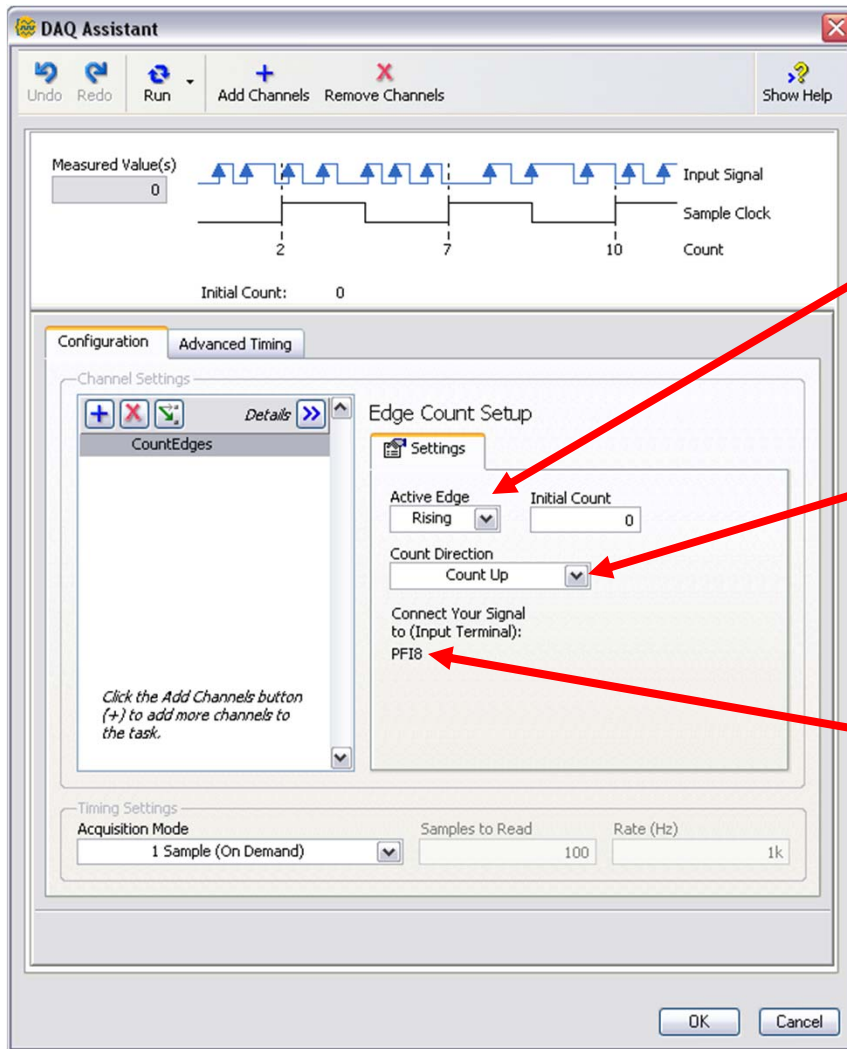 DAQ Assistant
Undo Redo Run Add Channels Remove Channels Show Help
Measured Value(s)
0
Input Signal
Sample Clock
2 7 10 Count
Initial Count: 0
Configuration Advanced Timing
Channel Settings
Details
CountEdges
Click the Add Channels button
(+) to add more channels to
the task.
Edge Count Setup
Settings
Active Edge Initial Count
Rising 0
Count Direction
Count Up
Connect Your Signal
to (Input Terminal):
PFI8
Timing Settings
Acquisition Mode Samples to Read Rate (Hz)
1 Sample (On Demand) 100 1k
OK Cancel